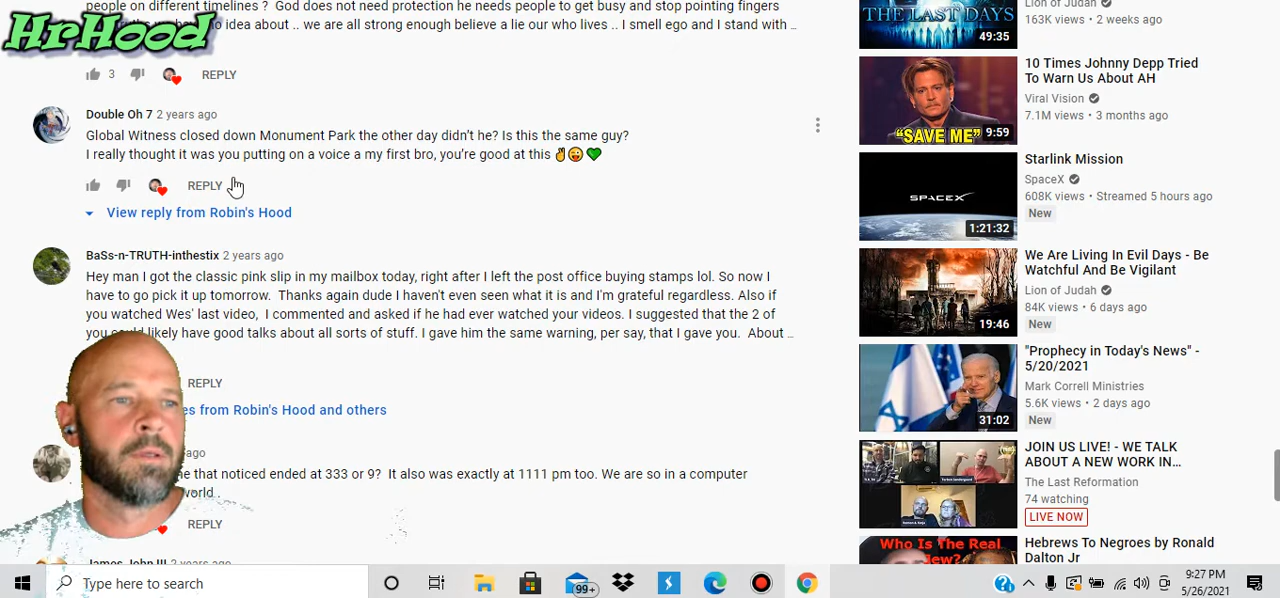 people on different timelines ? God does not need protection he needs people to get busy and stop pointing fingers
idea about .. we are all strong enough believe a lie our who lives .. I smell ego and I stand with ..
HrHood
3 REPLY
Double Oh 7 2 years ago
Global Witness closed down Monument Park the other day didn't he? Is this the same guy?
I really thought it was you putting on a voice a my first bro, you're good at this ✌😜💚
REPLY
View reply from Robin's Hood
BaSs-n-TRUTH-inthestix 2 years ago
Hey man I got the classic pink slip in my mailbox today, right after I left the post office buying stamps lol. So now I
have to go pick it up tomorrow. Thanks again dude I haven't even seen what it is and I'm grateful regardless. Also if
you watched Wes' last video, I commented and asked if he had ever watched your videos. I suggested that the 2 of
you could likely have good talks about all sorts of stuff. I gave him the same warning, per say, that I gave you. About ..
REPLY
from Robin's Hood and others
ago
that noticed ended at 333 or 9? It also was exactly at 1111 pm too. We are so in a computer
world .
REPLY
James John III 2 years ago
THE LAST DAYS
49:35
Lion of Judah
163K views • 2 weeks ago
"SAVE ME"
9:59
10 Times Johnny Depp Tried
To Warn Us About AH
Viral Vision
7.1M views • 3 months ago
SPACEX
1:21:32
Starlink Mission
SpaceX
608K views • Streamed 5 hours ago
New
19:46
We Are Living In Evil Days - Be
Watchful And Be Vigilant
Lion of Judah
84K views • 6 days ago
New
31:02
"Prophecy in Today's News" -
5/20/2021
Mark Correll Ministries
5.6K views • 2 days ago
New
JOIN US LIVE! - WE TALK
ABOUT A NEW WORK IN...
The Last Reformation
74 watching
LIVE NOW
Who Is The Real
Hebrews To Negroes by Ronald
Dalton Jr
Type here to search
99+
9:27 PM
5/26/2021